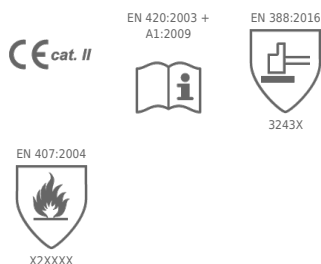 CE cat. II
EN 420:2003 +
A1:2009
i
EN 388:2016
3243X
EN 407:2004
X2XXXX